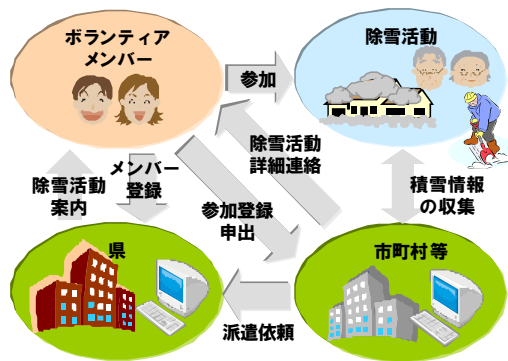 ボランティア
メンバー
参加
除雪活動
除雪活動
詳細連絡
メンバー
登録
除雪活動
案内
参加登録
申出
積雪情報
の収集
県
市町村等
派遣依頼